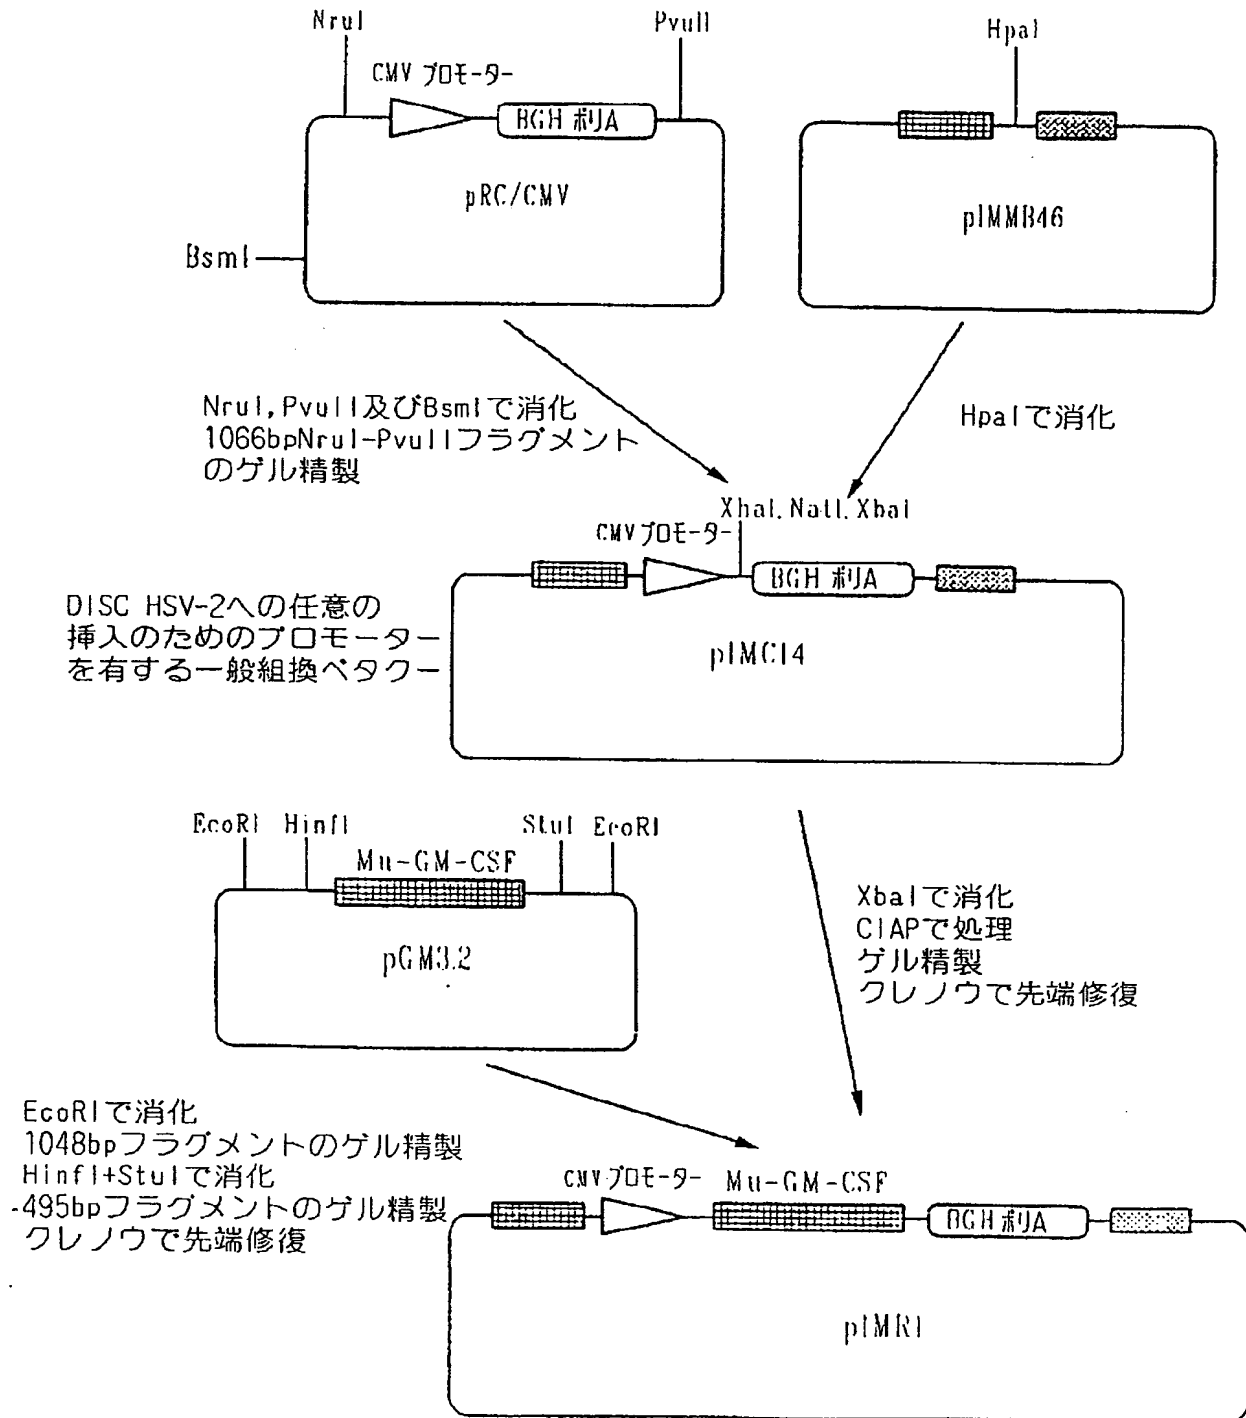 NruI
PvuII
HpaI
CMV プロモーター
BGH ポリA
pRC/CMV
pIMMB46
BsmI
NruI,PvuII及びBsmIで消化
1066bpNruI-PvuIIフラグメント
のゲル精製
HpaIで消化
XhaI. NatI. XbaI
CMV プロモーター
BGH ポリA
DISC HSV-2への任意の
挿入のためのプロモーター
を有する一般組換ベタクー
pIMC14
EcoRI HinfI
StuI EcoRI
Mu-GM-CSF
pGM3.2
XbaIで消化
CIAPで処理
ゲル精製
クレノウで先端修復
EcoRIで消化
1048bpフラグメントのゲル精製
HinfI+StuIで消化
-495bpフラグメントのゲル精製
クレノウで先端修復
CMV プロモーター
Mu-GM-CSF
BGH ポリA
pIMR1